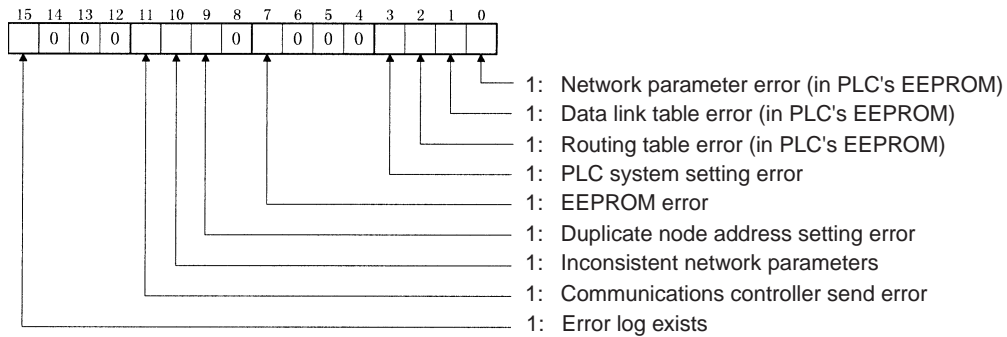 15 14 13 12 11 10 9 8 7 6 5 4 3 2 1 0
0 0 0 0 0 0 0
1: Network parameter error (in PLC's EEPROM)
1: Data link table error (in PLC's EEPROM)
1: Routing table error (in PLC's EEPROM)
1: PLC system setting error
1: EEPROM error
1: Duplicate node address setting error
1: Inconsistent network parameters
1: Communications controller send error
1: Error log exists